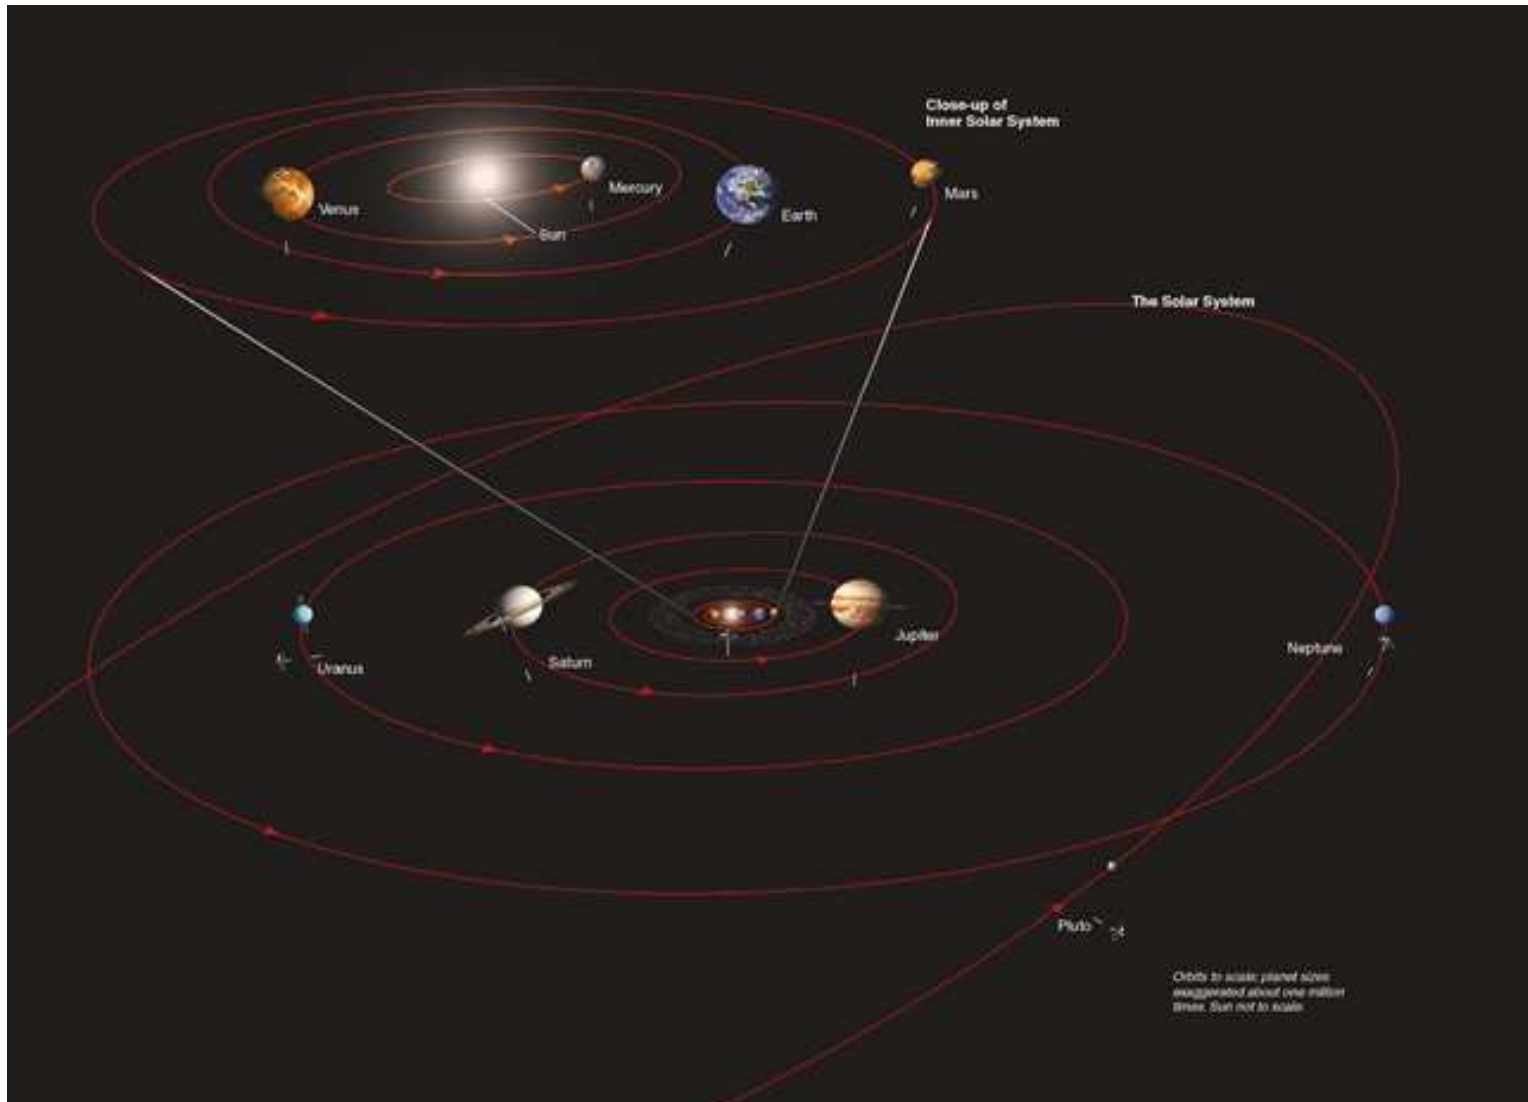 Close-up of
Inner Solar System
Venus
Mercury
Sun
Earth
Mars
The Solar System
Uranus
Saturn
Jupiter
Neptune
Pluto
Orbits to scale; planet sizes
exaggerated about one million
times. Sun not to scale.